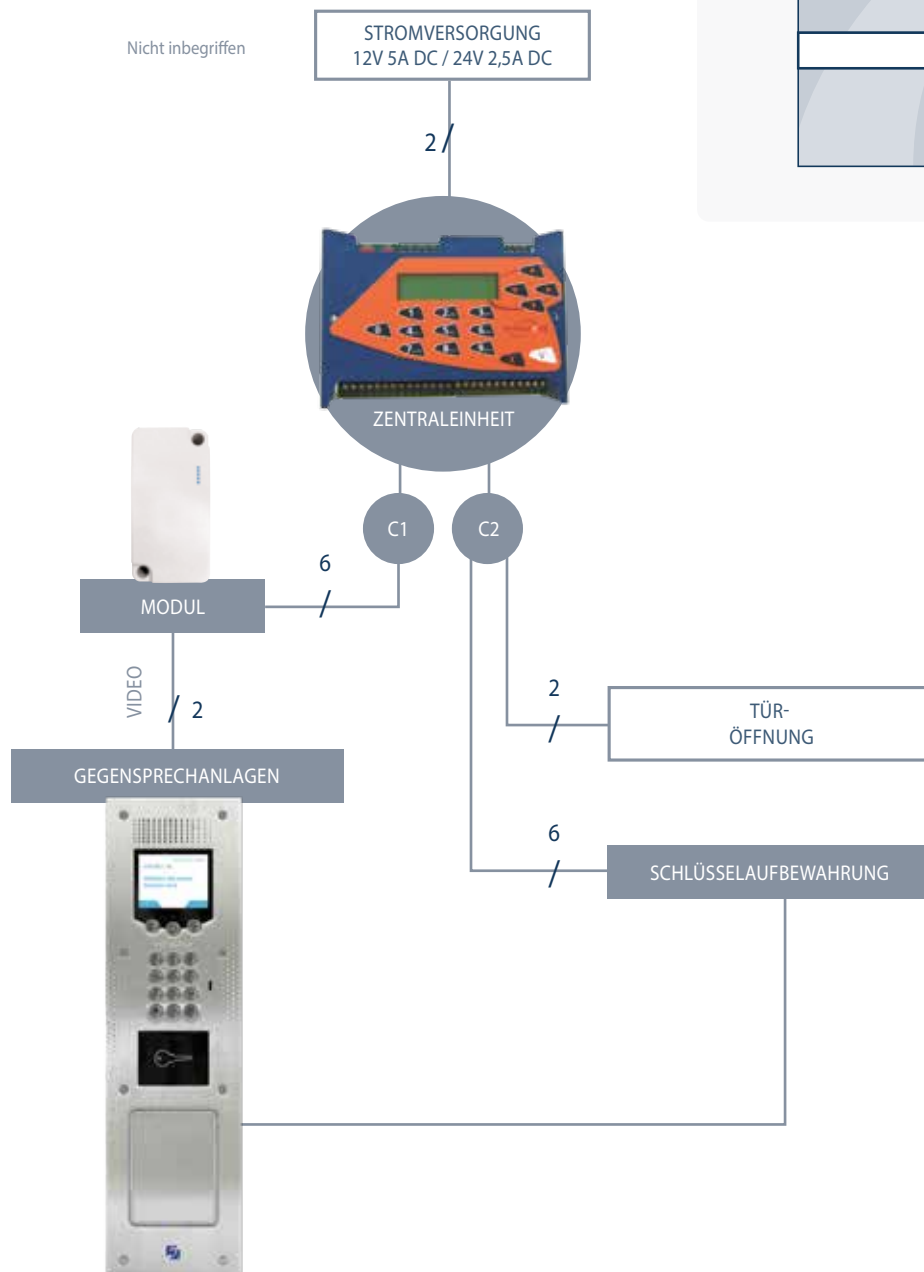 Nicht inbegriffen
STROMVERSORGUNG
12V 5A DC / 24V 2,5A DC
2
ZENTRALEINHEIT
C1
C2
6
MODUL
VIDEO
2
2
TÜR-
ÖFFNUNG
GEGENSPRECHANLAGEN
6
SCHLÜSSELAUFBEWAHRUNG